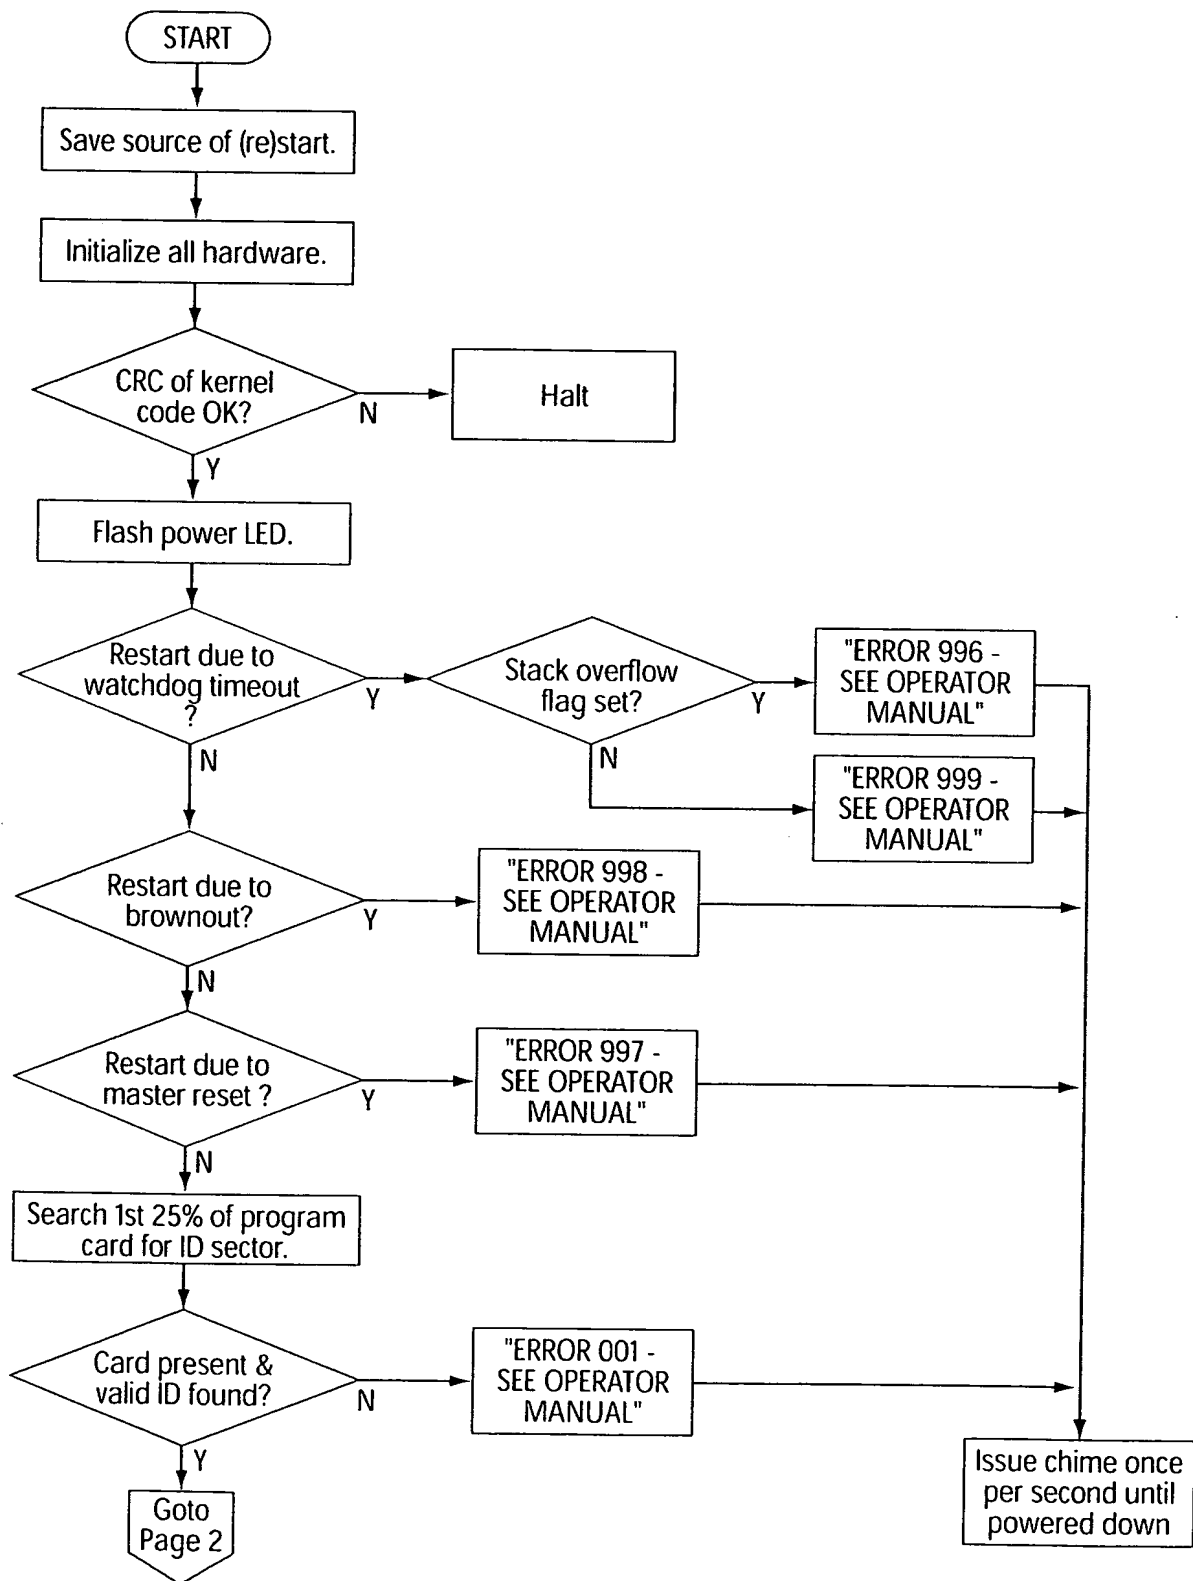 START
Save source of (re)start.
Initialize all hardware.
CRC of kernel
code OK?
N
Halt
Y
Flash power LED.
Restart due to
watchdog timeout
?
Y
Stack overflow
flag set?
Y
"ERROR 996 -
SEE OPERATOR
MANUAL"
N
N
"ERROR 999 -
SEE OPERATOR
MANUAL"
Restart due to
brownout?
Y
"ERROR 998 -
SEE OPERATOR
MANUAL"
N
Restart due to
master reset ?
Y
"ERROR 997 -
SEE OPERATOR
MANUAL"
N
Search 1st 25% of program
card for ID sector.
Card present &
valid ID found?
N
"ERROR 001 -
SEE OPERATOR
MANUAL"
Y
Goto
Page 2
Issue chime once
per second until
powered down